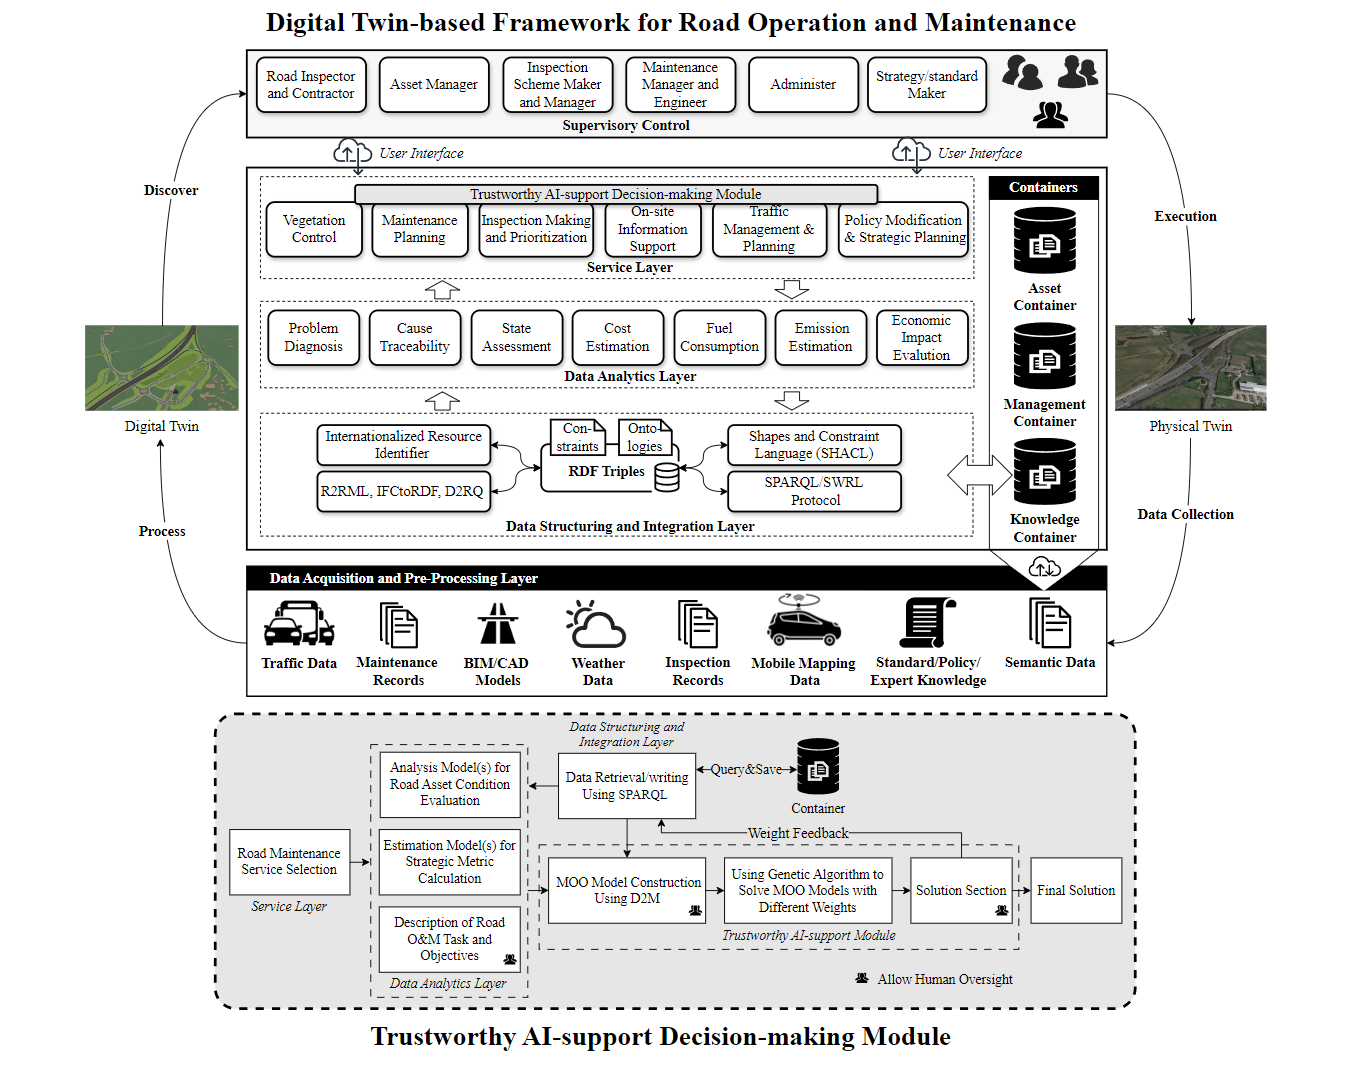 Digital Twin-based Framework for Road Operation and Maintenance
Road Inspector
and Contractor
Asset Manager
Inspection
Scheme Maker
and Manager
Maintenance
Manager and
Engineer
Administer
Strategy/standard
Maker
Supervisory Control
User Interface
User Interface
Discover
Execution
Trustworthy AI-support Decision-making Module
Vegetation
Control
Maintenance
Planning
Inspection Making
and Prioritization
On-site
Information
Support
Traffic
Management &
Planning
Policy Modification
& Strategic Planning
Service Layer
Containers
Asset
Container
Management
Container
Knowledge
Container
Problem
Diagnosis
Cause
Traceability
State
Assessment
Cost
Estimation
Fuel
Consumption
Emission
Estimation
Economic
Impact
Evalution
Data Analytics Layer
Digital Twin
Physical Twin
Internationalized Resource
Identifier
R2RML, IFCtoRDF, D2RQ
Con-
straints
Onto-
logies
RDF Triples
Shapes and Constraint
Language (SHACL)
SPARQL/SWRL
Protocol
Data Structuring and Integration Layer
Process
Data Collection
Data Acquisition and Pre-Processing Layer
Traffic Data
Maintenance
Records
BIM/CAD
Models
Weather
Data
Inspection
Records
Mobile Mapping
Data
Standard/Policy/
Expert Knowledge
Semantic Data
Data Structuring and
Integration Layer
Analysis Model(s) for
Road Asset Condition
Evaluation
Data Retrieval/writing
Using SPARQL
Query&Save
Container
Road Maintenance
Service Selection
Service Layer
Estimation Model(s) for
Strategic Metric
Calculation
Weight Feedback
Description of Road
O&M Task and
Objectives
Data Analytics Layer
MOO Model Construction
Using D2M
Using Genetic Algorithm to
Solve MOO Models with
Different Weights
Solution Section
Final Solution
Trustworthy AI-support Module
Allow Human Oversight
Trustworthy AI-support Decision-making Module